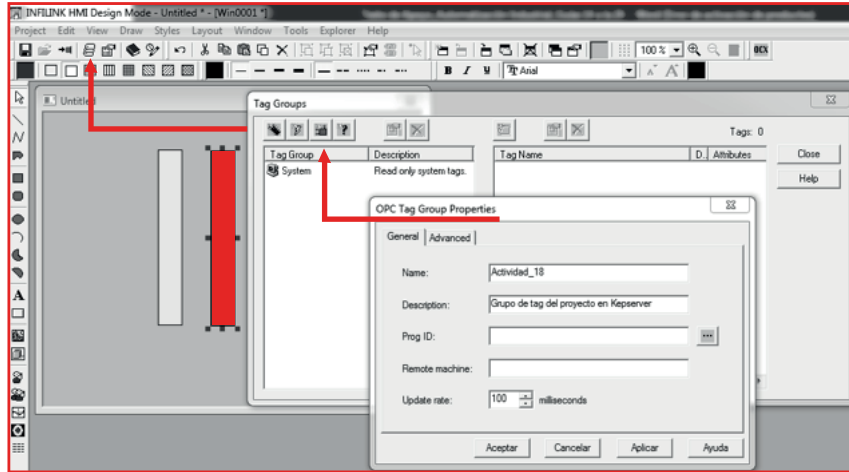 INFILINK HMI Design Mode - Untitled * - [Win0001 *]
Project Edit View Draw Styles Layout Window Tools Explorer Help
100 %
OCX
B I U Arial
Untitled
Tag Groups
Tags: 0
Tag Group Description Tag Name D.. Attributes Close
System Read only system tags.
Help
OPC Tag Group Properties
General Advanced
Name: Actividad_18
Description: Grupo de tag del proyecto en Kepserver
Prog ID:
Remote machine:
Update rate: 100 milliseconds
Aceptar Cancelar Aplicar Ayuda